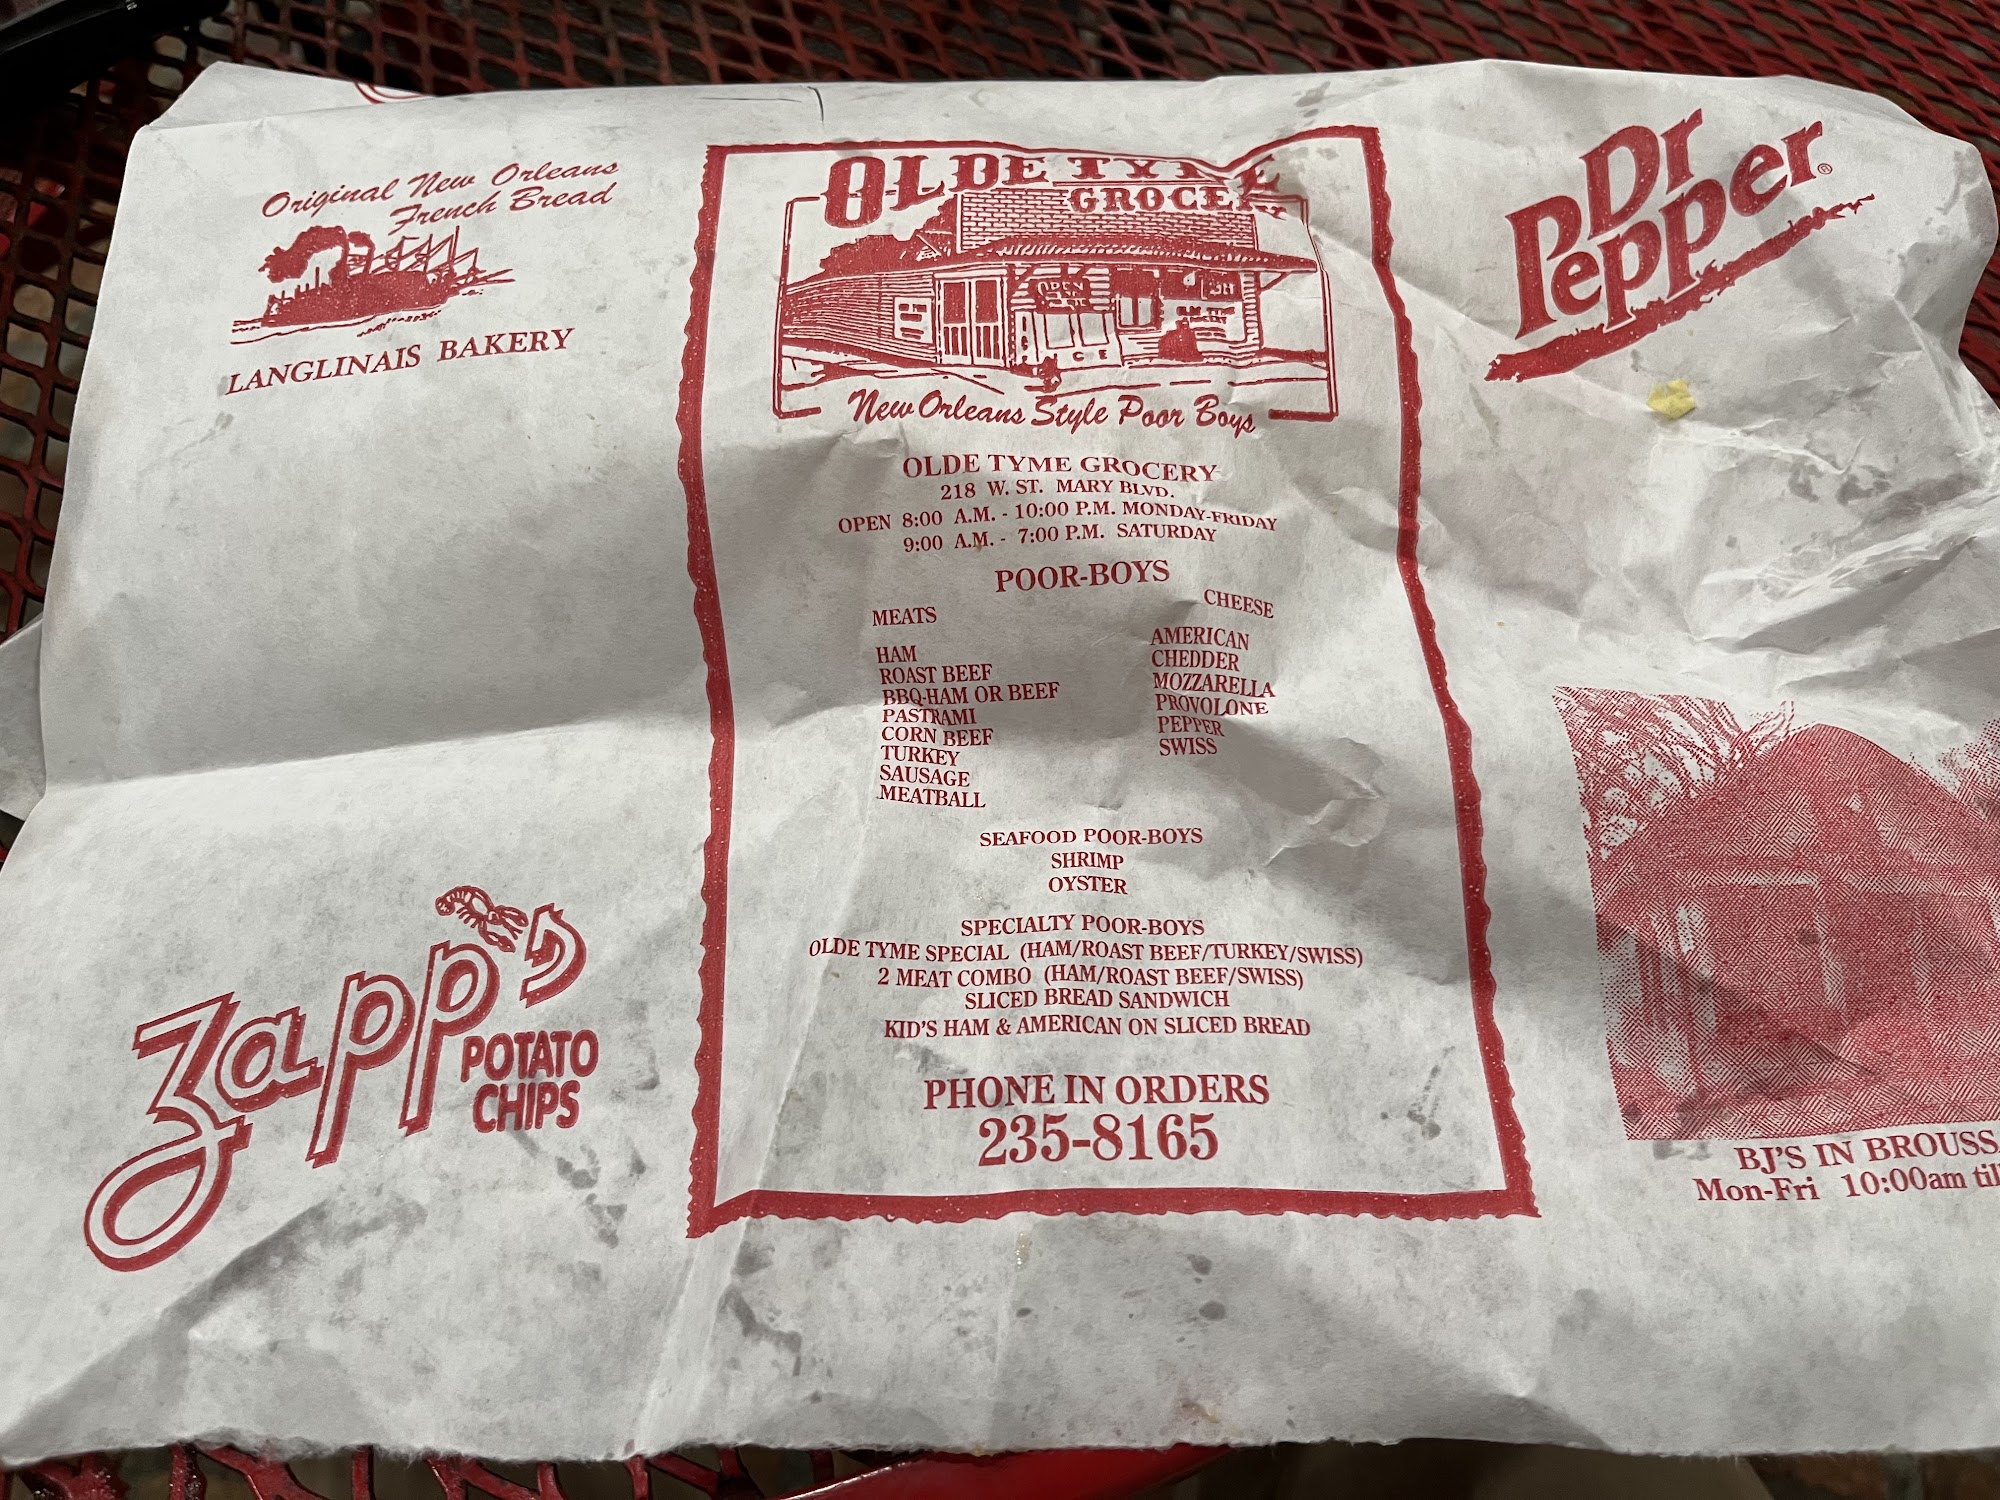 Original New Orleans
French Bread
LANGLINAIS BAKERY
Zapp's
POTATO
CHIPS
OLDE TYME
GROCERY
OPEN
ICE
New Orleans Style Poor Boys
OLDE TYME GROCERY
218 W. ST. MARY BLVD.
OPEN 8:00 A.M. - 10:00 P.M. MONDAY-FRIDAY
9:00 A.M. - 7:00 P.M. SATURDAY
POOR-BOYS
MEATS
HAM
ROAST BEEF
BBQ-HAM OR BEEF
PASTRAMI
CORN BEEF
TURKEY
SAUSAGE
MEATBALL
CHEESE
AMERICAN
CHEDDER
MOZZARELLA
PROVOLONE
PEPPER
SWISS
SEAFOOD POOR-BOYS
SHRIMP
OYSTER
SPECIALTY POOR-BOYS
OLDE TYME SPECIAL (HAM/ROAST BEEF/TURKEY/SWISS)
2 MEAT COMBO (HAM/ROAST BEEF/SWISS)
SLICED BREAD SANDWICH
KID'S HAM & AMERICAN ON SLICED BREAD
PHONE IN ORDERS
235-8165
Dr
Pepper®
BJ'S IN BROUSSA
Mon-Fri 10:00am til